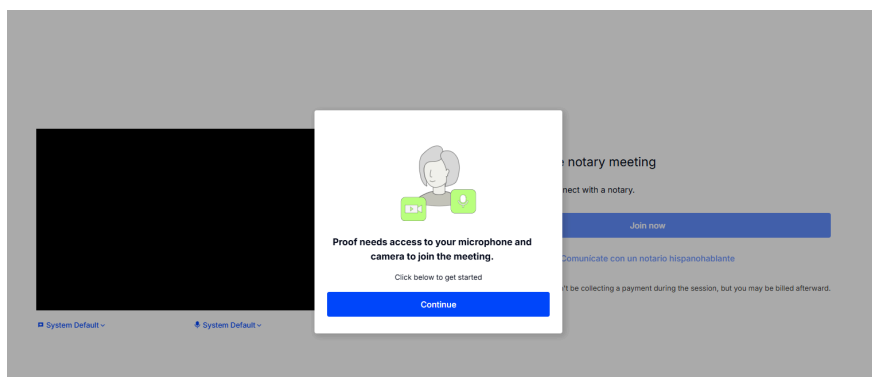 notary meeting
Proof needs access to your microphone and
camera to join the meeting.
Click below to get started
Continue
nect with a notary.
Join now
Comunicate con un notario hispanohablante
't be collecting a payment during the session, but you may be billed afterward.
System Default
System Default